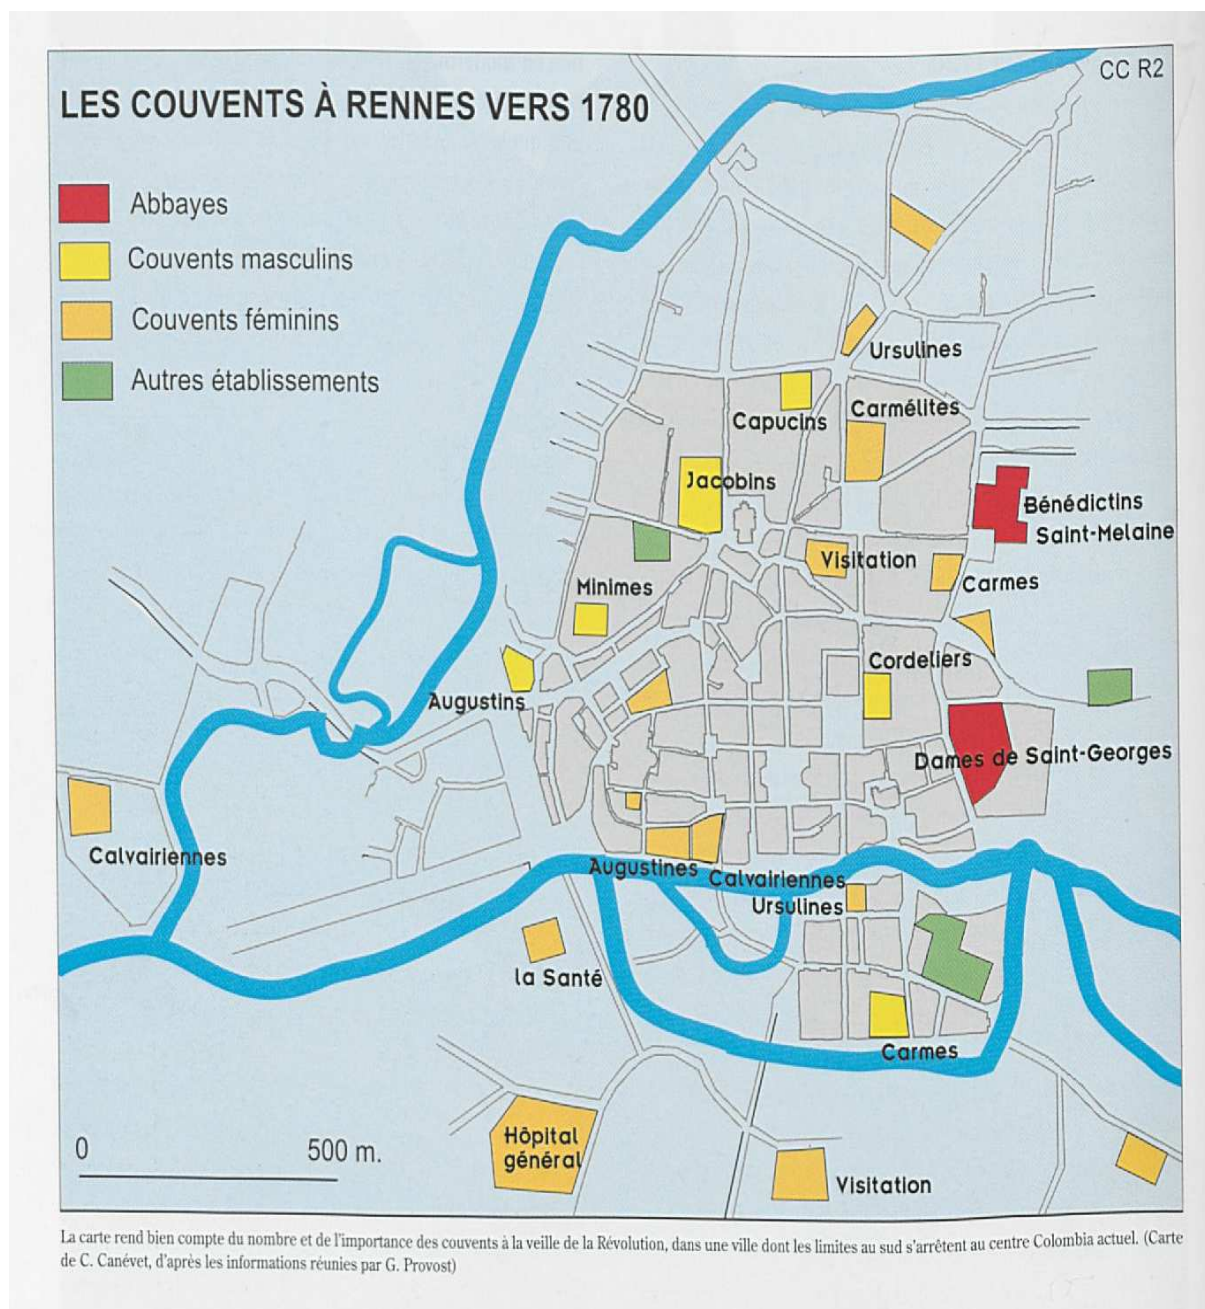 CC R2
LES COUVENTS À RENNES VERS 1780
Abbayes
Couvents masculins
Couvents féminins
Autres établissements
Ursulines
Capucins
Carmélites
Jacobins
Bénédictins
Saint-Melaine
Visitation
Carmes
Minimes
Cordeliers
Augustins
Dames de Saint-Georges
Calvairiennes
Augustines
Calvairiennes
Ursulines
la Santé
Carmes
Hôpital
général
Visitation
0
500 m.
La carte rend bien compte du nombre et de l'importance des couvents à la veille de la Révolution, dans une ville dont les limites au sud s'arrêtent au centre Colombia actuel. (Carte
de C. Canévet, d'après les informations réunies par G. Provost)